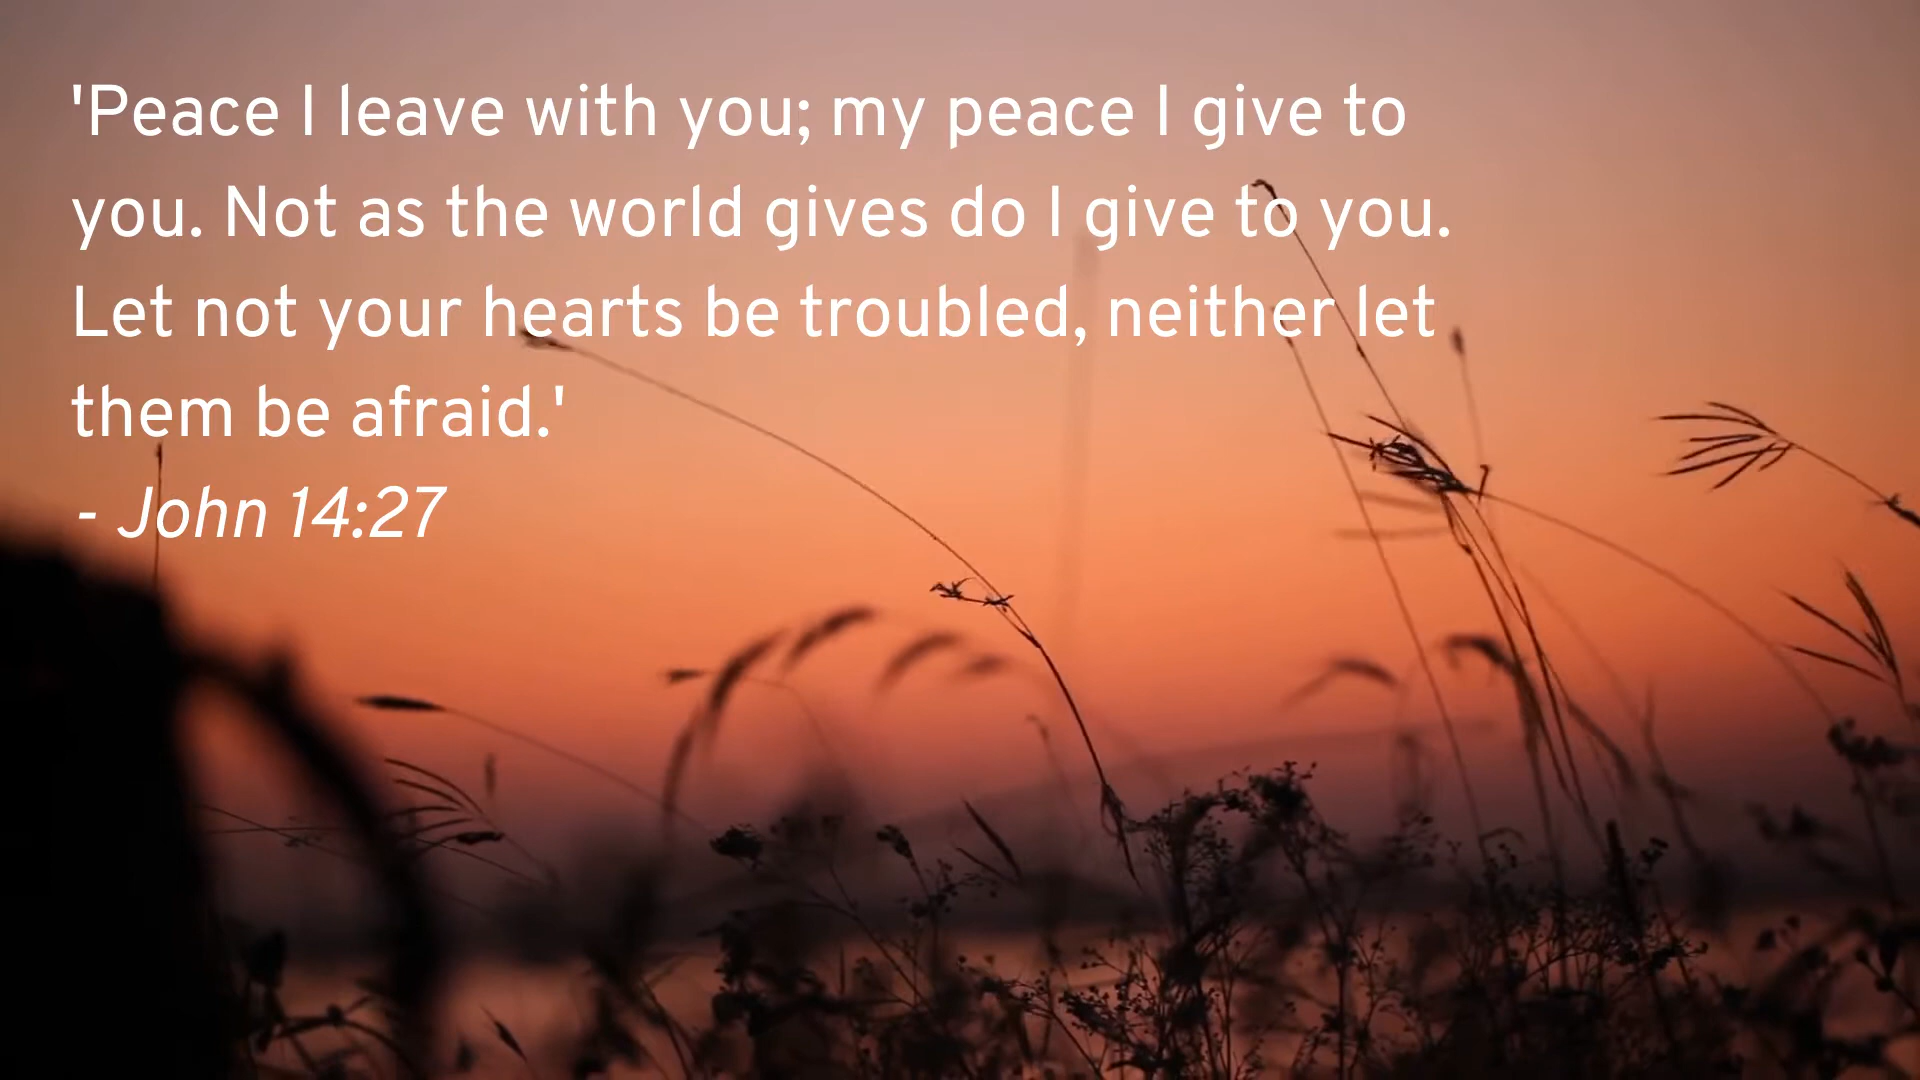 'Peace I leave with you; my peace I give to
you. Not as the world gives do I give to you.
Let not your hearts be troubled, neither let
them be afraid.'
- John 14:27